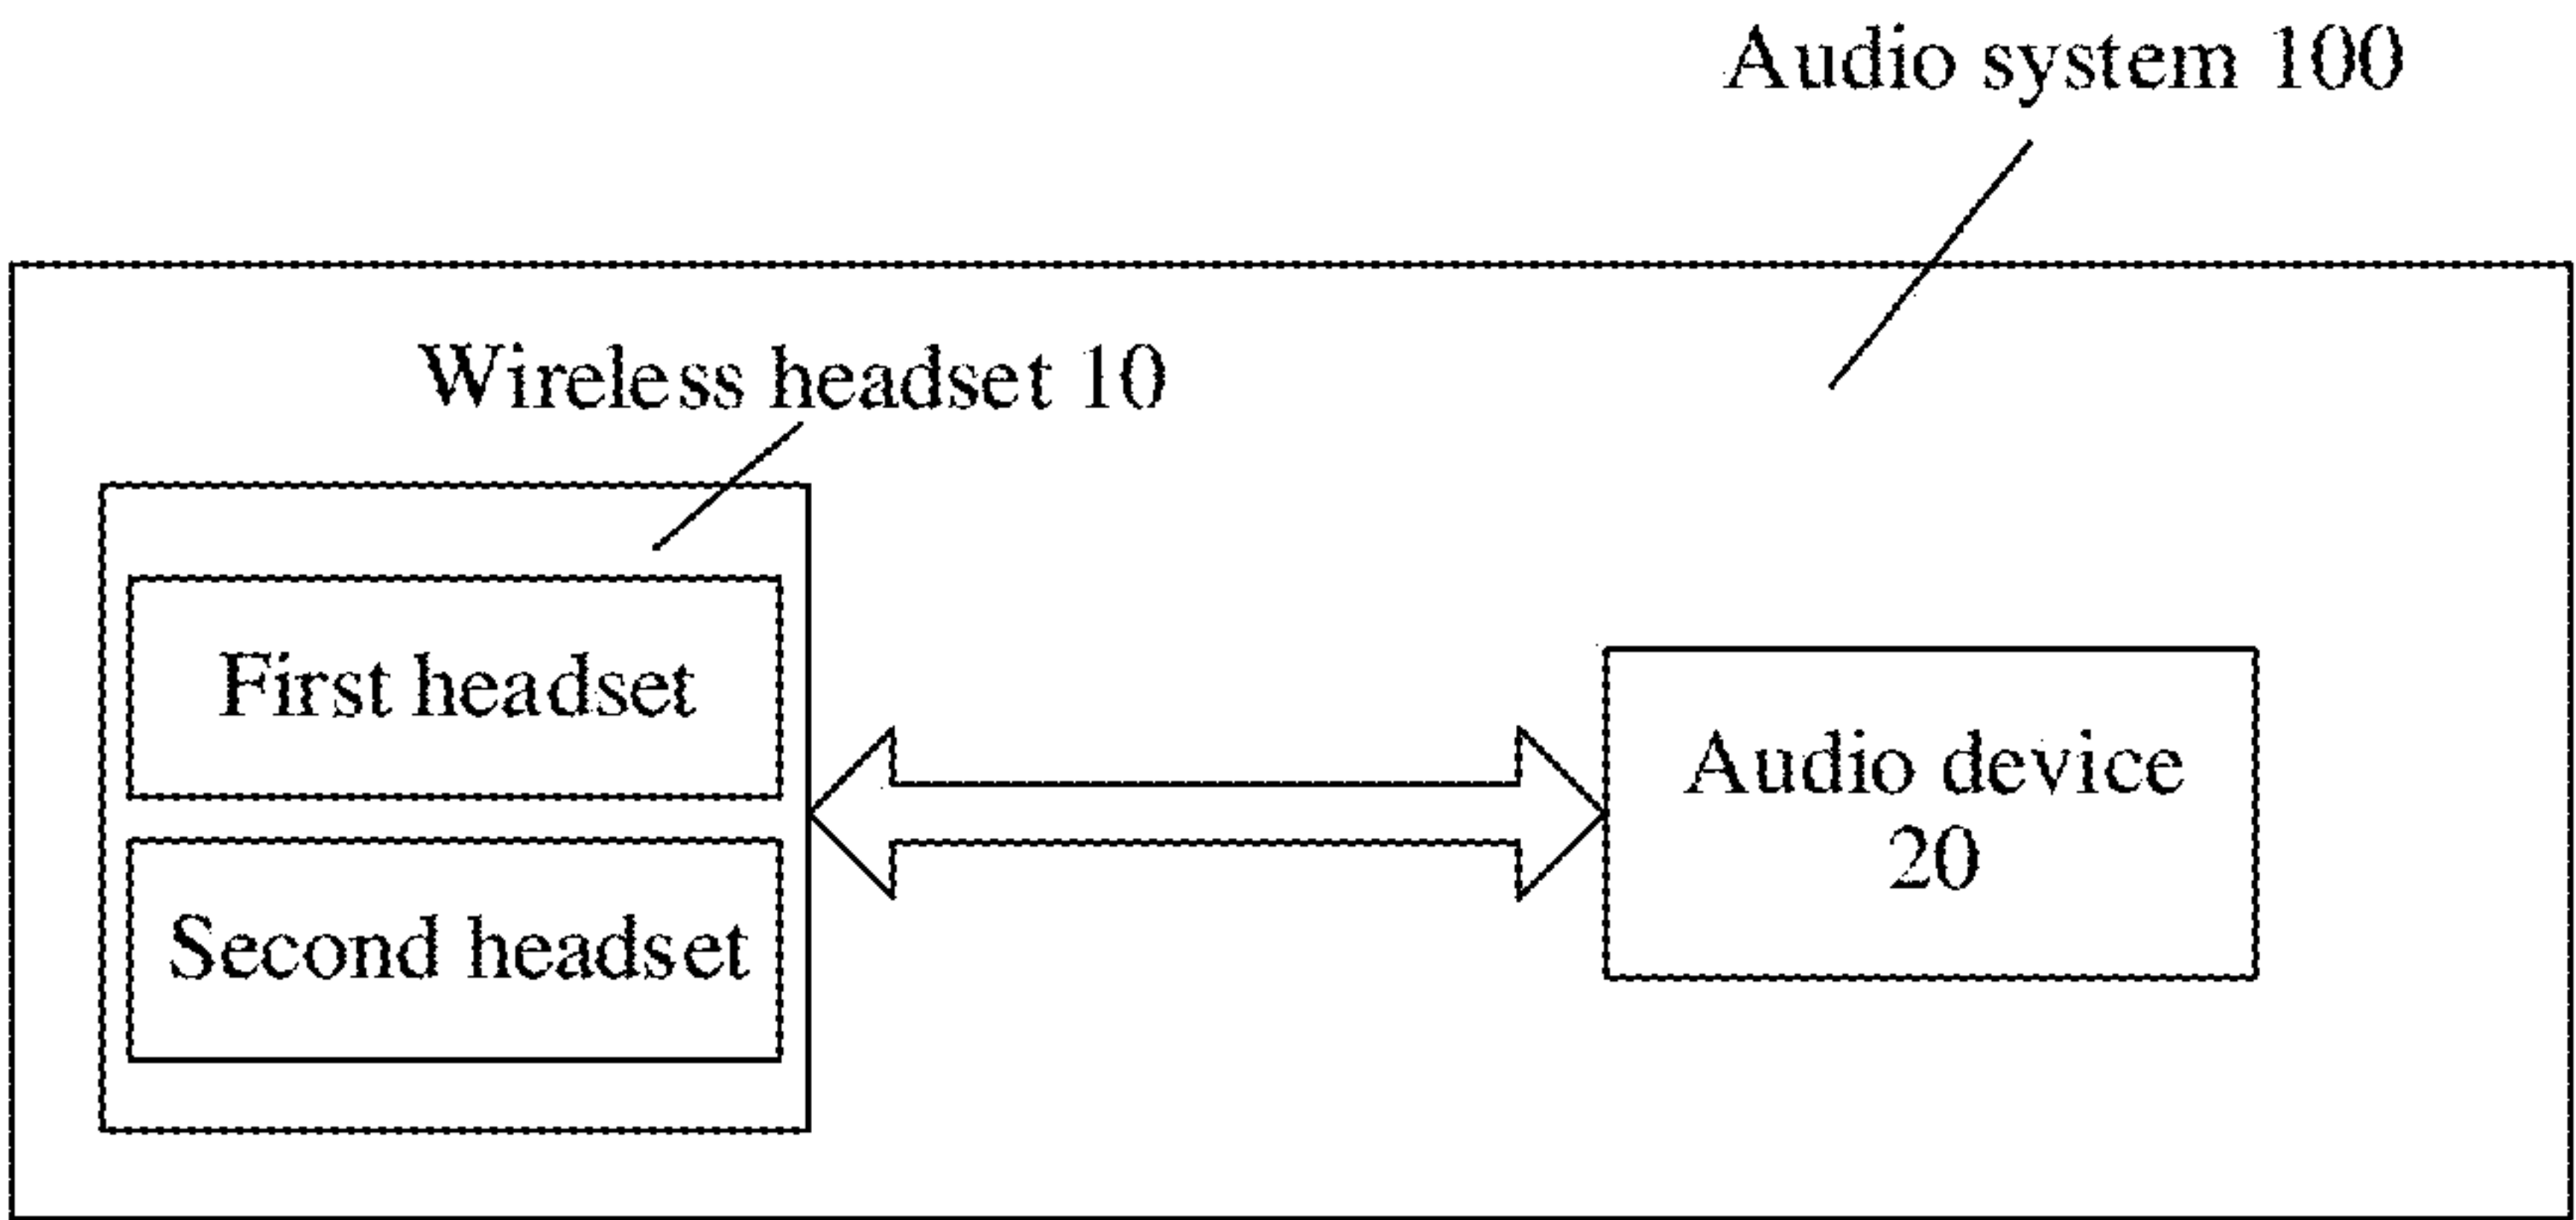 Audio system 100
Wireless headset 10
First headset
Second headset
Audio device
20